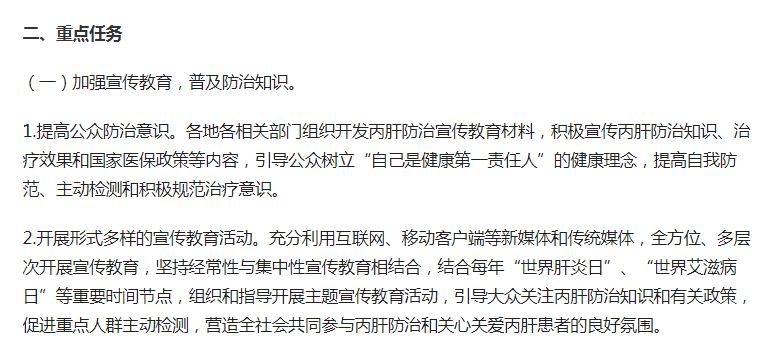 二、重点任务
（一）加强宣传教育，普及防治知识。
1.提高公众防治意识。各地各相关部门组织开发丙肝防治宣传教育材料，积极宣传丙肝防治知识、治
疗效果和国家医保政策等内容，引导公众树立“自己是健康第一责任人”的健康理念，提高自我防
范、主动检测和积极规范治疗意识。
2.开展形式多样的宣传教育活动。充分利用互联网、移动客户端等新媒体和传统媒体，全方位、多层
次开展宣传教育，坚持经常性与集中性宣传教育相结合，结合每年“世界肝炎日”、“世界艾滋病
日”等重要时间节点，组织和指导开展主题宣传教育活动，引导大众关注丙肝防治知识和有关政策，
促进重点人群主动检测，营造全社会共同参与丙肝防治和关心关爱丙肝患者的良好氛围。